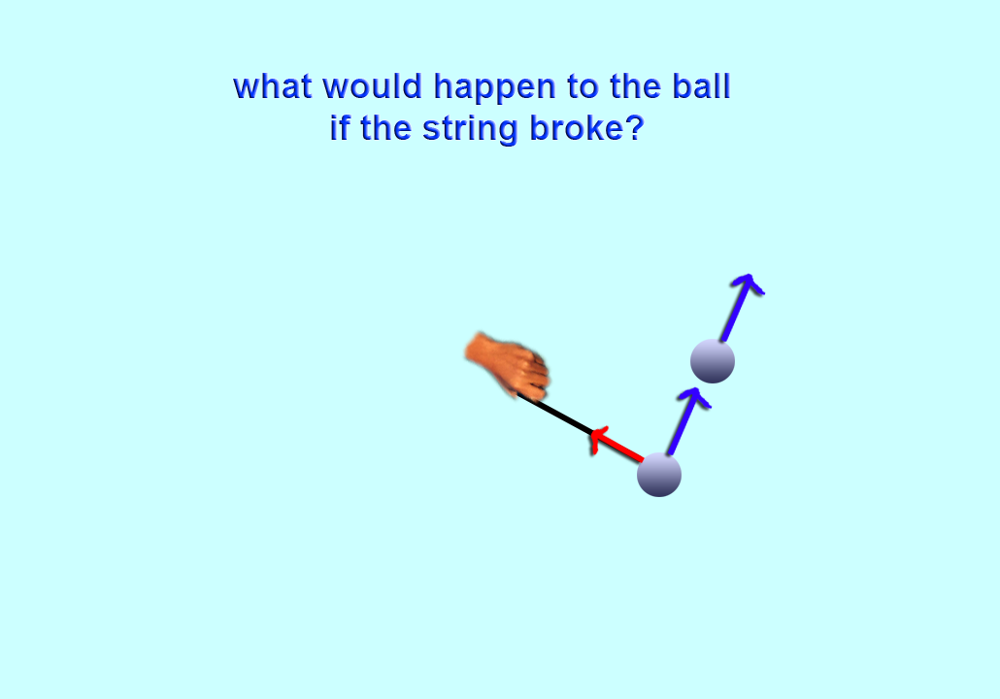 what would happen to the ball
if the string broke?